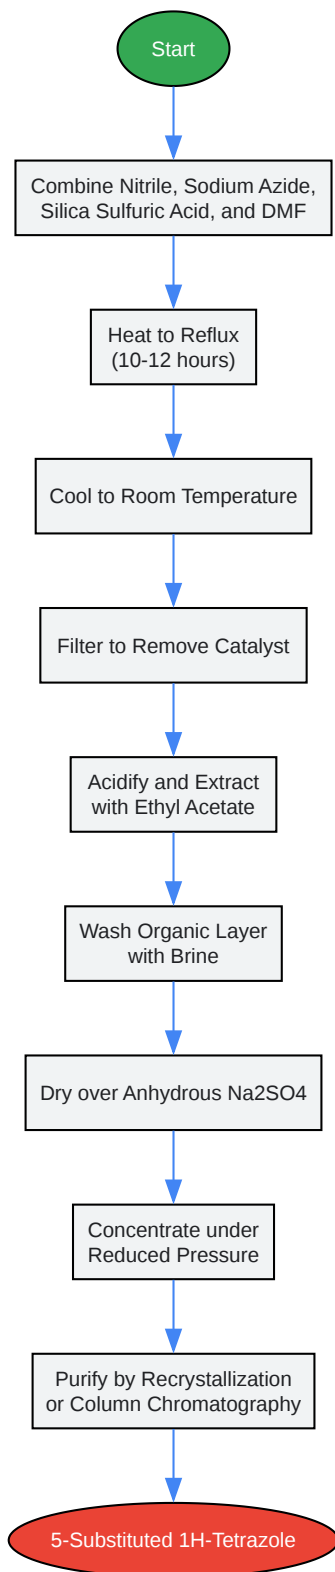 Start
Combine Nitrile, Sodium Azide,
Silica Sulfuric Acid, and DMF
Heat to Reflux
(10-12 hours)
Cool to Room Temperature
Filter to Remove Catalyst
Acidify and Extract
with Ethyl Acetate
Wash Organic Layer
with Brine
Dry over Anhydrous Na2SO4
Concentrate under
Reduced Pressure
Purify by Recrystallization
or Column Chromatography
5-Substituted 1H-Tetrazole